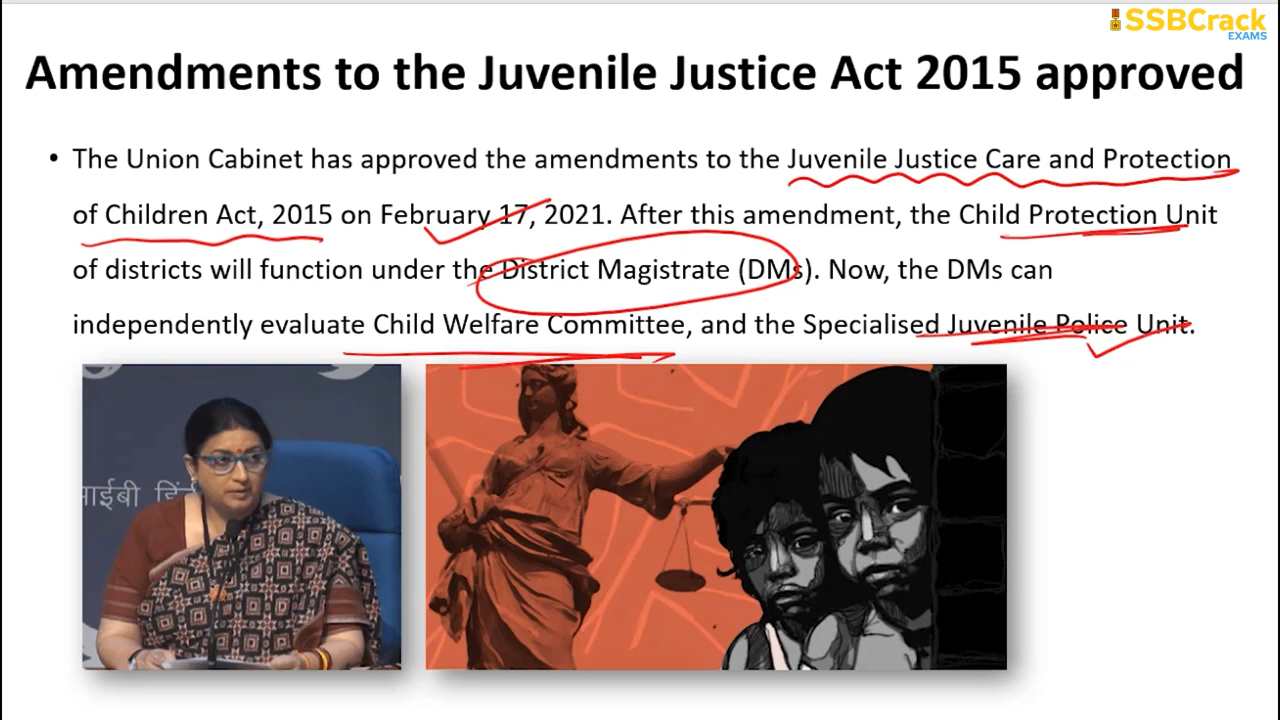 SSBCrack
EXAMS
Amendments to the Juvenile Justice Act 2015 approved
• The Union Cabinet has approved the amendments to the Juvenile Justice Care and Protection
of Children Act, 2015 on February 17, 2021. After this amendment, the Child Protection Unit
of districts will function under the District Magistrate (DMs). Now, the DMs can
independently evaluate Child Welfare Committee, and the Specialised Juvenile Police Unit.